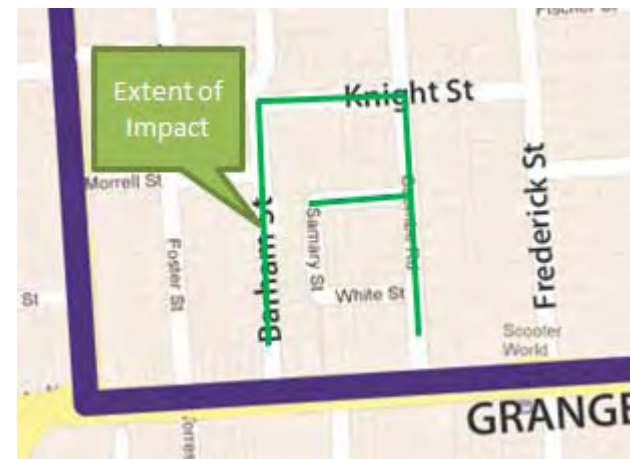 Extent of
Impact
Knight St
Morrell St
Foster St
Barham St
Samary St
White St
St
Frederick St
Scooter
World
GRANGE